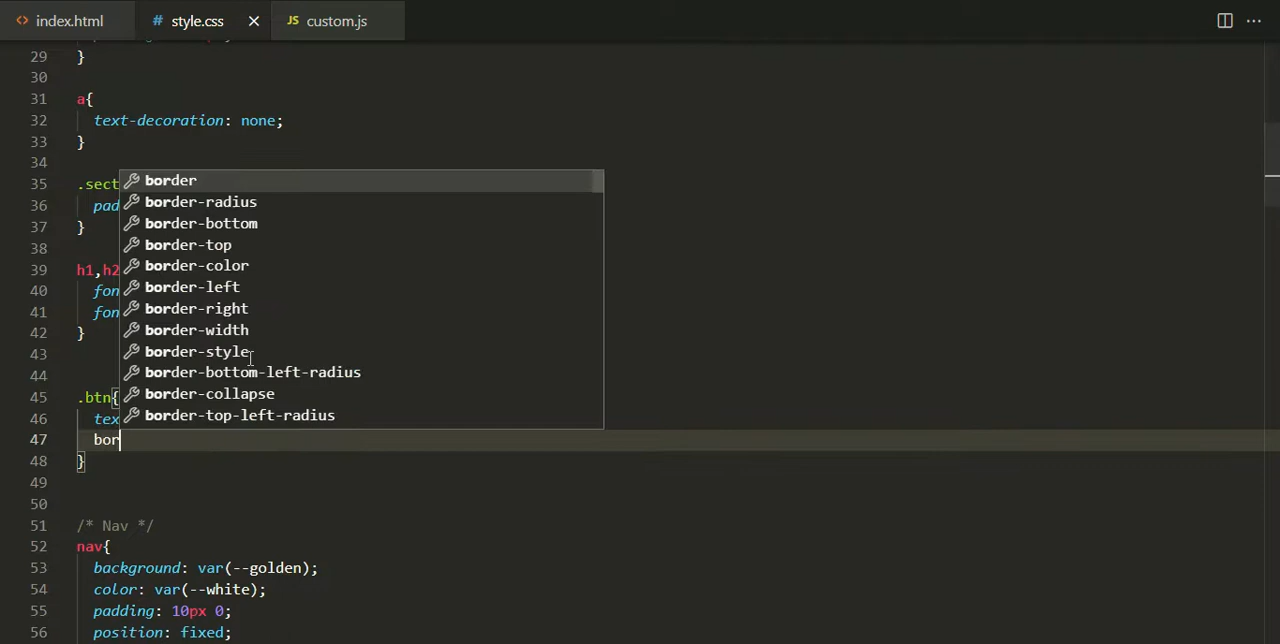 index.html
style.css
custom.js
29 }
30
31 a{
32 text-decoration: none;
33 }
34
35 .sect
36 pad
37 }
38
39 h1,h2
40 fon
41 fon
42 }
43
44
45 .btn{
46 tex
47 bor
48 }
49
50
51 /* Nav */
52 nav{
53 background: var(--golden);
54 color: var(--white);
55 padding: 10px 0;
56 position: fixed;
border
border-radius
border-bottom
border-top
border-color
border-left
border-right
border-width
border-style
border-bottom-left-radius
border-collapse
border-top-left-radius